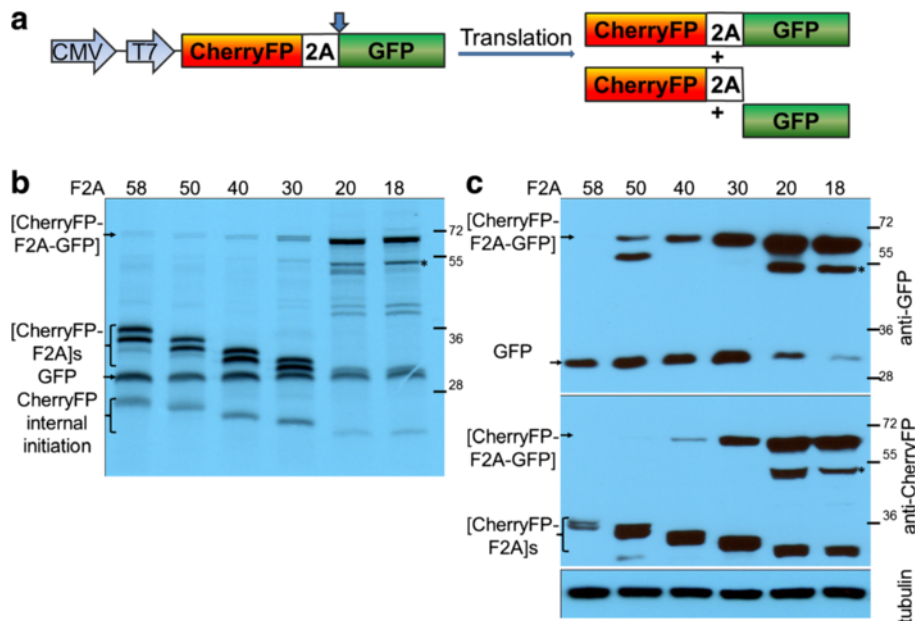 a
CMV T7 CherryFP 2A GFP
Translation
CherryFP 2A GFP
+
CherryFP 2A
+
GFP
b
F2A 58 50 40 30 20 18
[CherryFP-
F2A-GFP]
72
55
*
[CherryFP-
F2A]s
36
GFP
28
CherryFP
internal
initiation
c
F2A 58 50 40 30 20 18
[CherryFP-
F2A-GFP]
72
55
*
36
GFP
28
anti-GFP
[CherryFP-
F2A-GFP]
72
55
*
36
[CherryFP-
F2A]s
anti-CherryFP
tubulin